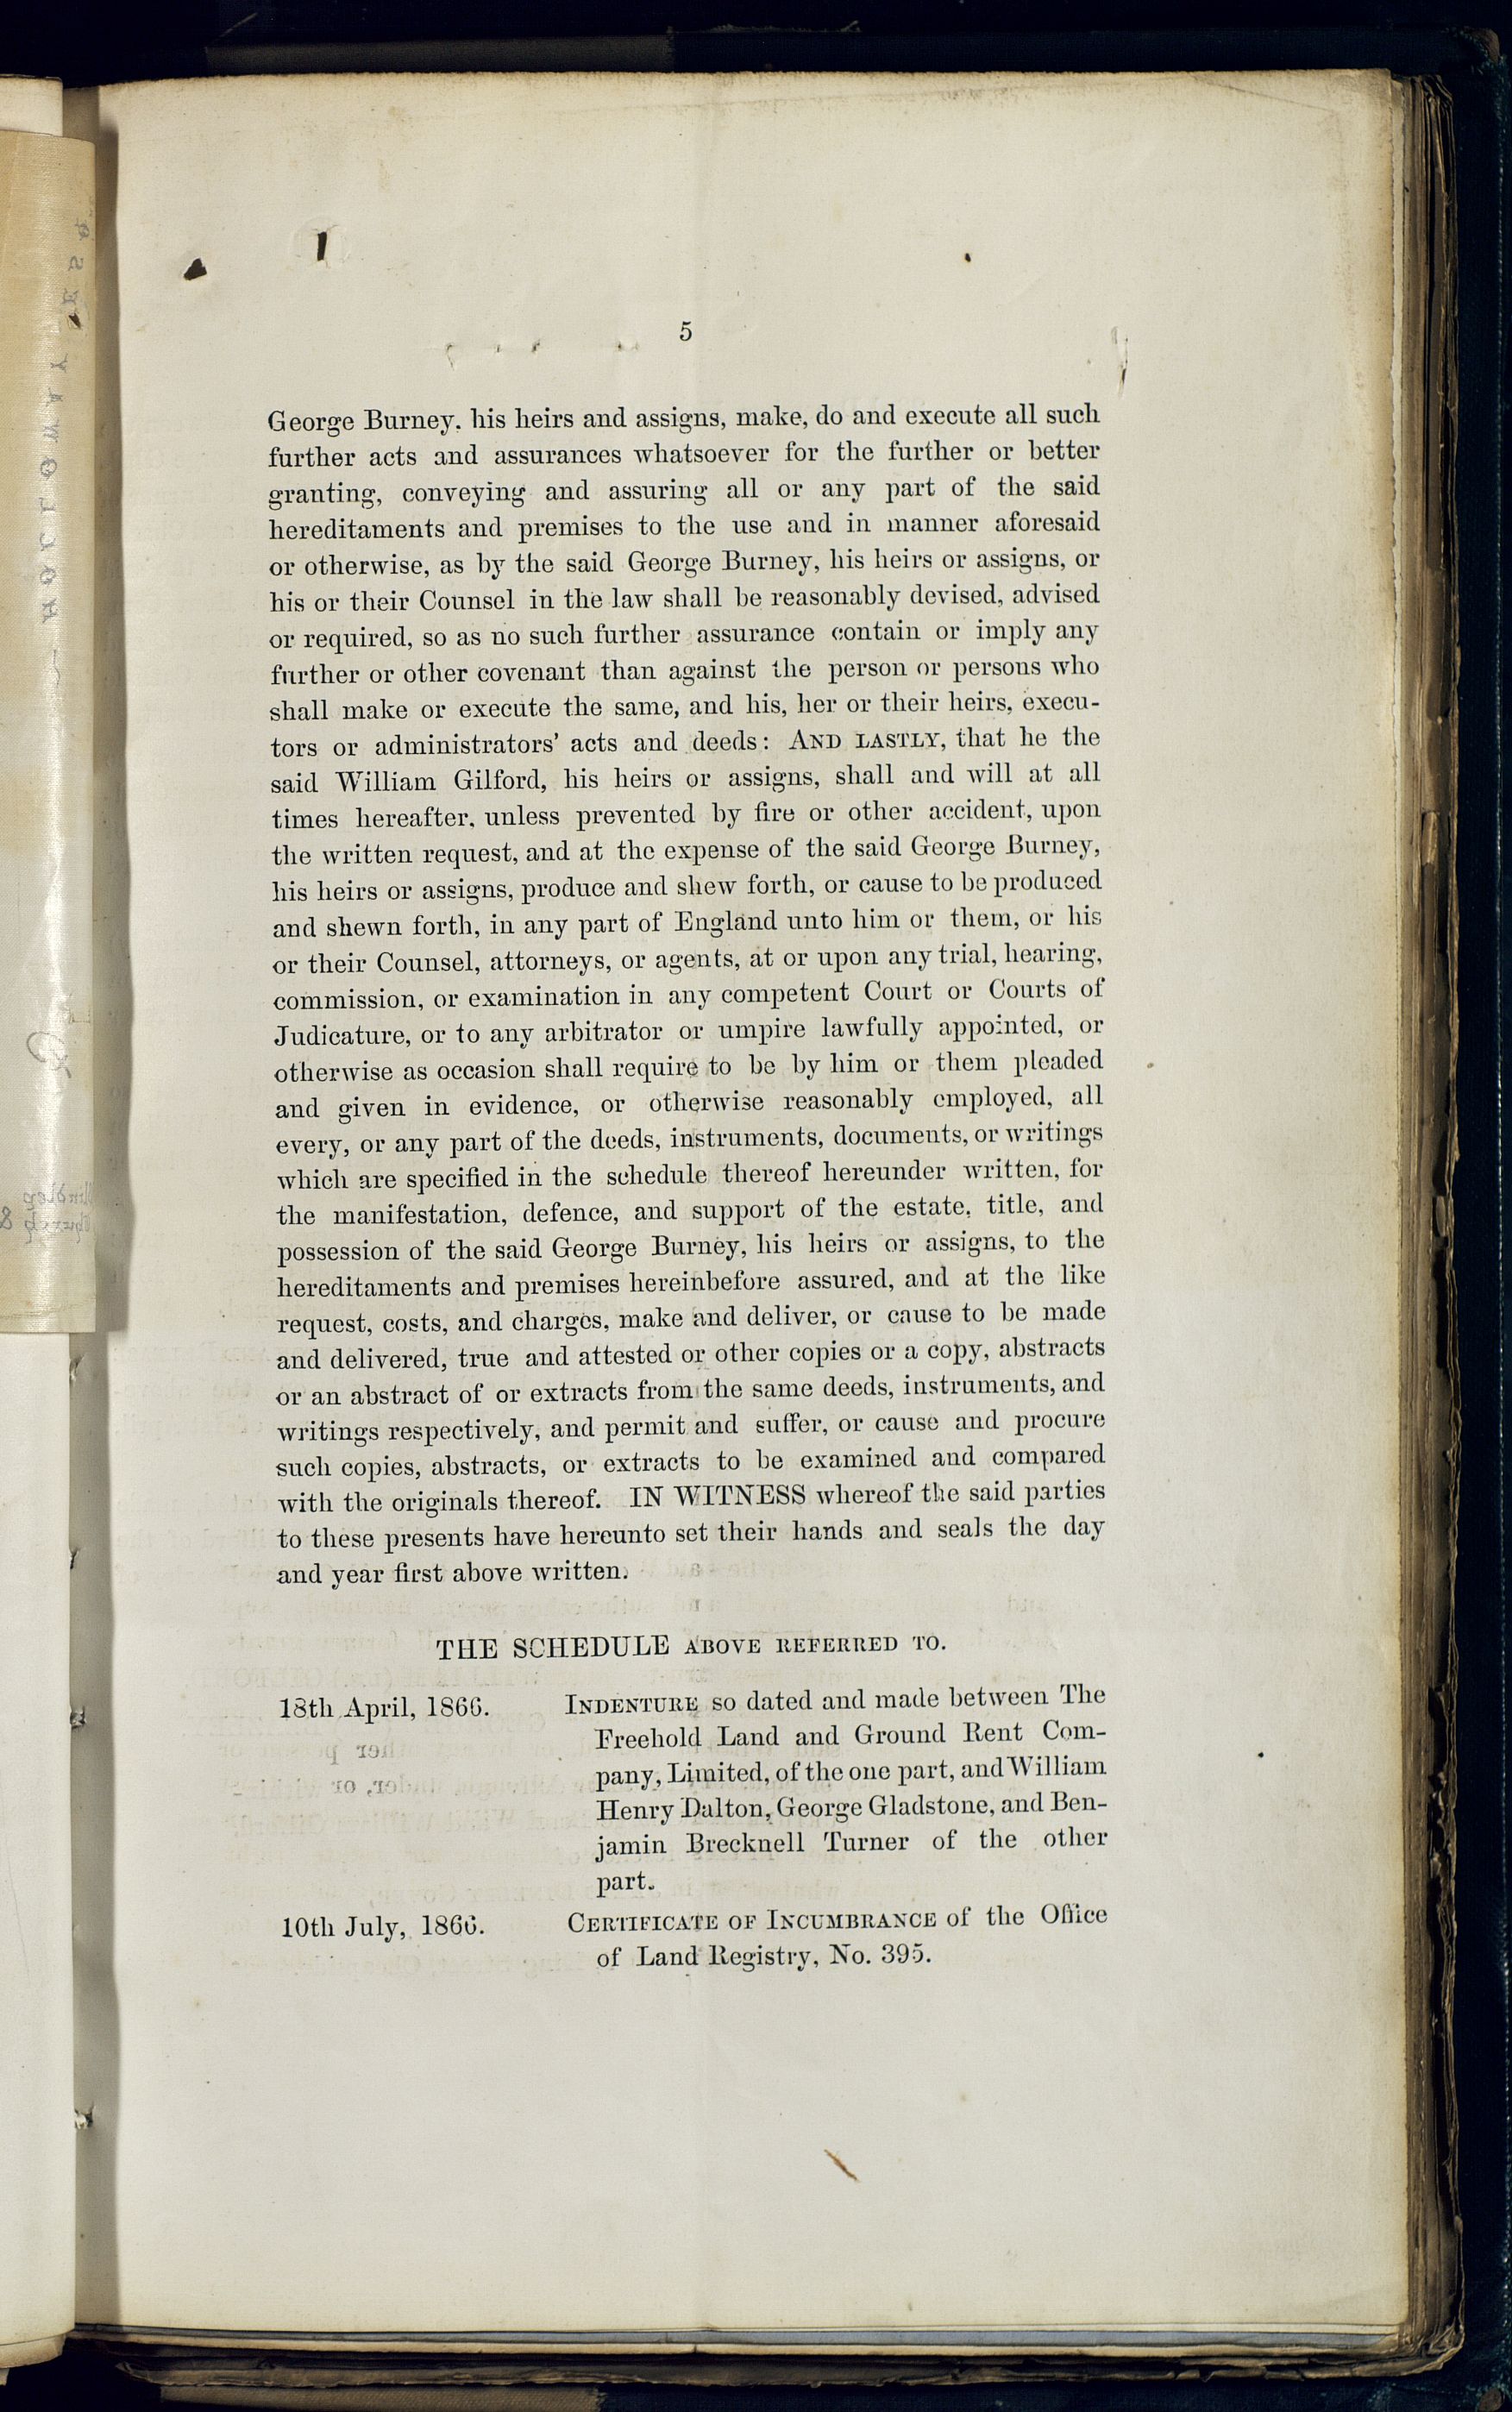 5
George Burney. his heirs and assigns, make, do and execute all such
further acts and assurances whatsoever for the further or better
granting, conveying and assuring all or any part of the said
hereditaments and premises to the use and in manner aforesaid
or otherwise, as by the said George Burney, his heirs or assigns, or
his or their Counsel in the law shall be reasonably devised, advised
or required, so as no such further assurance contain or imply any
further or other covenant than against the person or persons who
shall make or execute the same, and his, her or their heirs, execu-
tors or administrators' acts and deeds: AND LASTLY, that he the
said William Gilford, his heirs or assigns, shall and will at all
times hereafter, unless prevented by fire or other accident, upon
the written request, and at the expense of the said George Burney,
his heirs or assigns, produce and shew forth, or cause to be produced
and shewn forth, in any part of England unto him or them, or his
or their Counsel, attorneys, or agents, at or upon any trial, hearing,
commission, or examination in any competent Court or Courts of
Judicature, or to any arbitrator or umpire lawfully appointed, or
otherwise as occasion shall require to be by him or them pleaded
and given in evidence, or otherwise reasonably employed, all
every, or any part of the deeds, instruments, documents, or writings
which are specified in the schedule thereof hereunder written, for
the manifestation, defence, and support of the estate, title, and
possession of the said George Burney, his heirs or assigns, to the
hereditaments and premises hereinbefore assured, and at the like
request, costs, and charges, make and deliver, or cause to be made
and delivered, true and attested or other copies or a copy, abstracts
or an abstract of or extracts from the same deeds, instruments, and
writings respectively, and permit and suffer, or cause and procure
such copies, abstracts, or extracts to be examined and compared
with the originals thereof. IN WITNESS whereof the said parties
to these presents have hereunto set their hands and seals the day
and year first above written.
THE SCHEDULE ABOVE REFERRED TO.
18th April, 1866. INDENTURE so dated and made between The
Freehold Land and Ground Rent Com-
pany, Limited, of the one part, and William
Henry Dalton, George Gladstone, and Ben-
jamin Brecknell Turner of the other
part.
10th July, 1866. CERTIFICATE OF INCUMBRANCE of the Office
of Land Registry, No. 395.